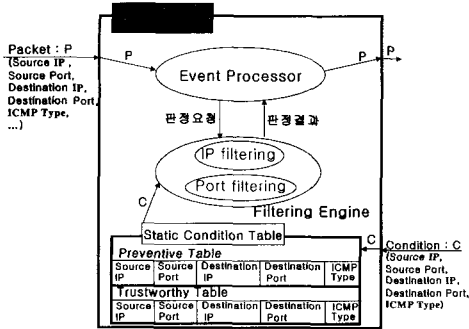 Packet : P
(Source IP,
Source Port,
Destination IP,
Destination Port,
ICMP Type,
...)
P
P
P
Event Processor
판정요청
판정결과
IP filtering
Port filtering
C
Filtering Engine
Static Condition Table
Preventive Table
Source IP
Source Port
Destination IP
Destination Port
ICMP Type
Trustworthy Table
Source IP
Source Port
Destination IP
Destination Port
ICMP Type
C
Condition : C
(Source IP,
Source Port,
Destination IP,
Destination Port,
ICMP Type)